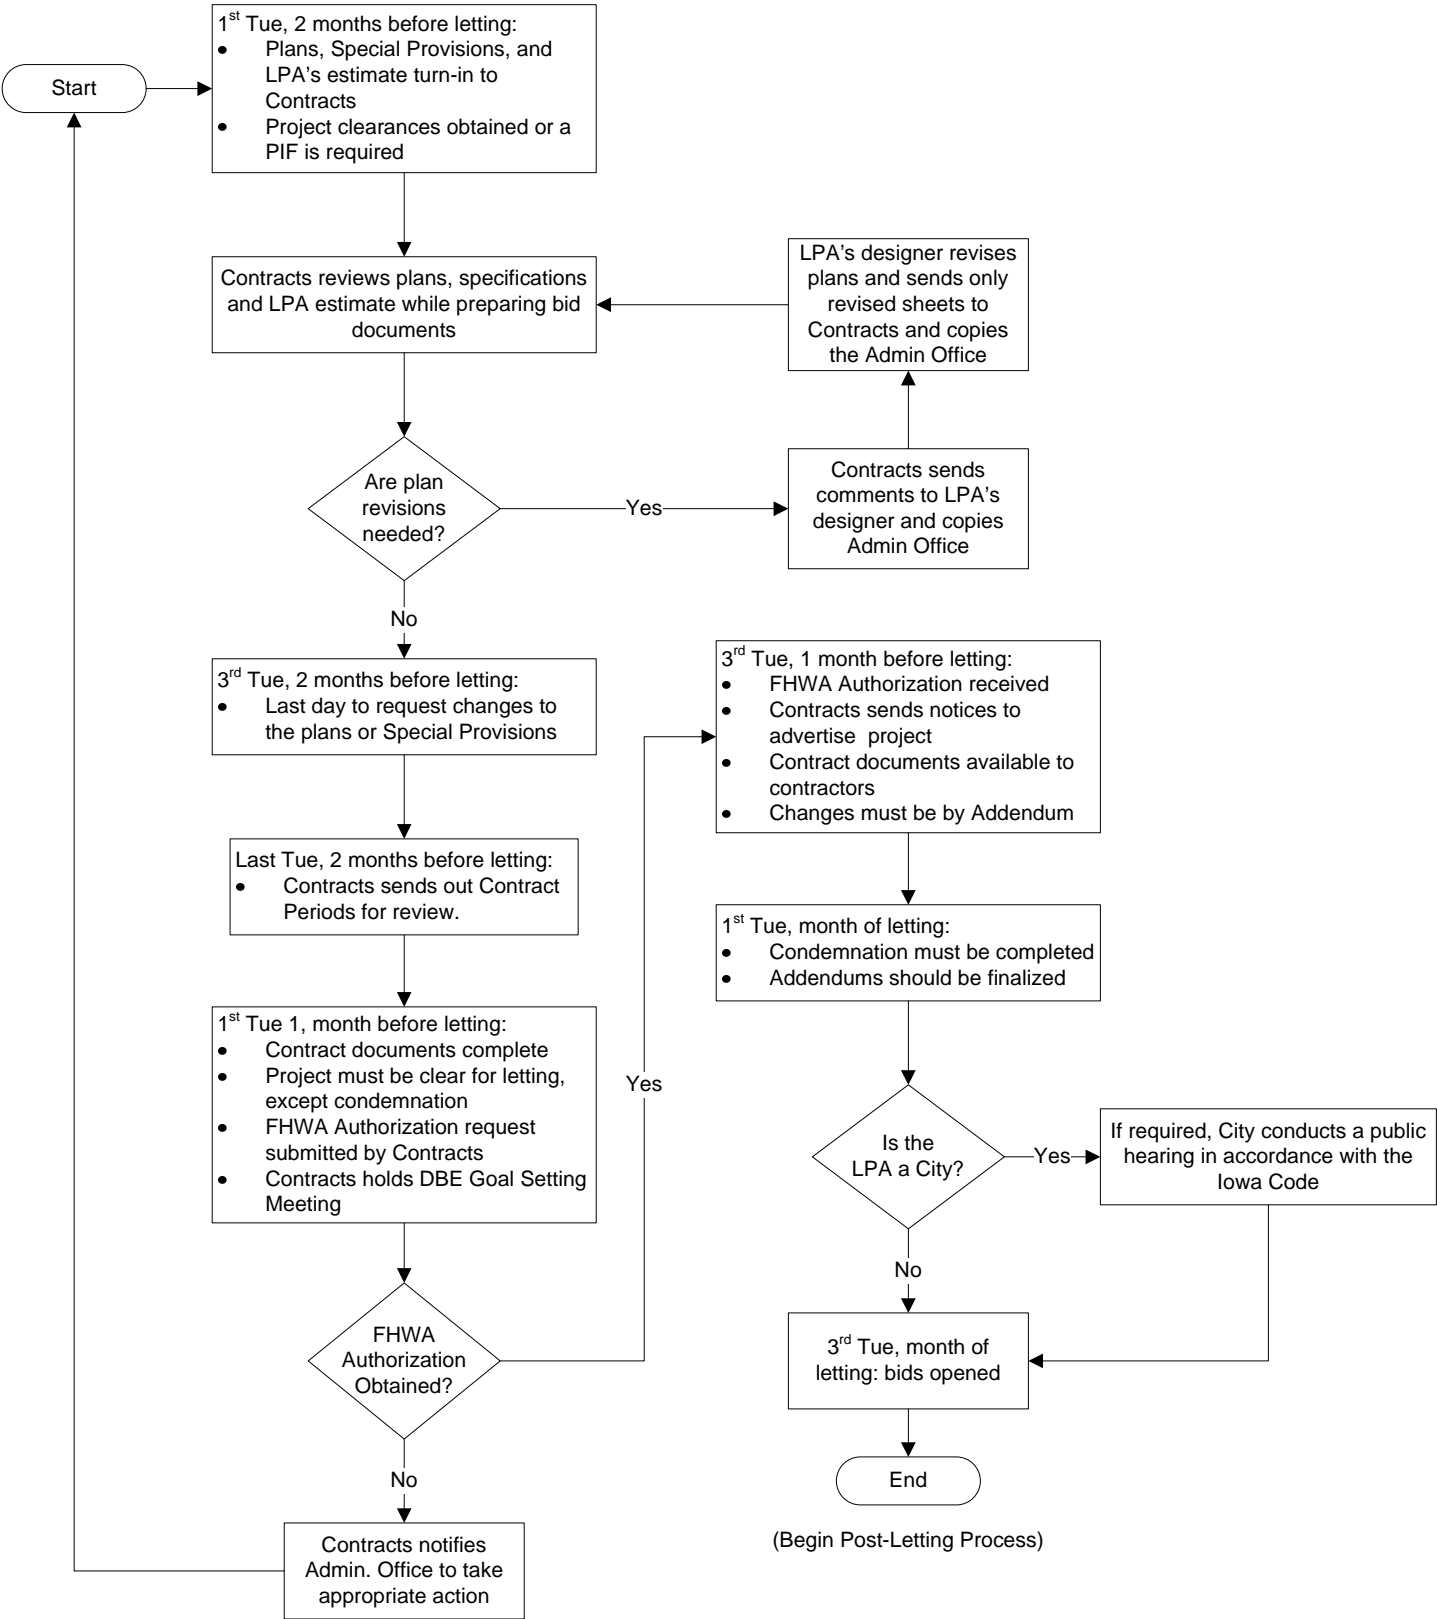 Start
1st Tue, 2 months before letting:
• Plans, Special Provisions, and
LPA's estimate turn-in to
Contracts
• Project clearances obtained or a
PIF is required
Contracts reviews plans, specifications
and LPA estimate while preparing bid
documents
LPA's designer revises
plans and sends only
revised sheets to
Contracts and copies
the Admin Office
Are plan
revisions
needed?
Yes
Contracts sends
comments to LPA's
designer and copies
Admin Office
No
3rd Tue, 2 months before letting:
• Last day to request changes to
the plans or Special Provisions
Last Tue, 2 months before letting:
• Contracts sends out Contract
Periods for review.
1st Tue 1, month before letting:
• Contract documents complete
• Project must be clear for letting,
except condemnation
• FHWA Authorization request
submitted by Contracts
• Contracts holds DBE Goal Setting
Meeting
FHWA
Authorization
Obtained?
Yes
No
Contracts notifies
Admin. Office to take
appropriate action
3rd Tue, 1 month before letting:
• FHWA Authorization received
• Contracts sends notices to
advertise  project
• Contract documents available to
contractors
• Changes must be by Addendum
1st Tue, month of letting:
• Condemnation must be completed
• Addendums should be finalized
Is the
LPA a City?
Yes
If required, City conducts a public
hearing in accordance with the
Iowa Code
No
3rd Tue, month of
letting: bids opened
End
(Begin Post-Letting Process)